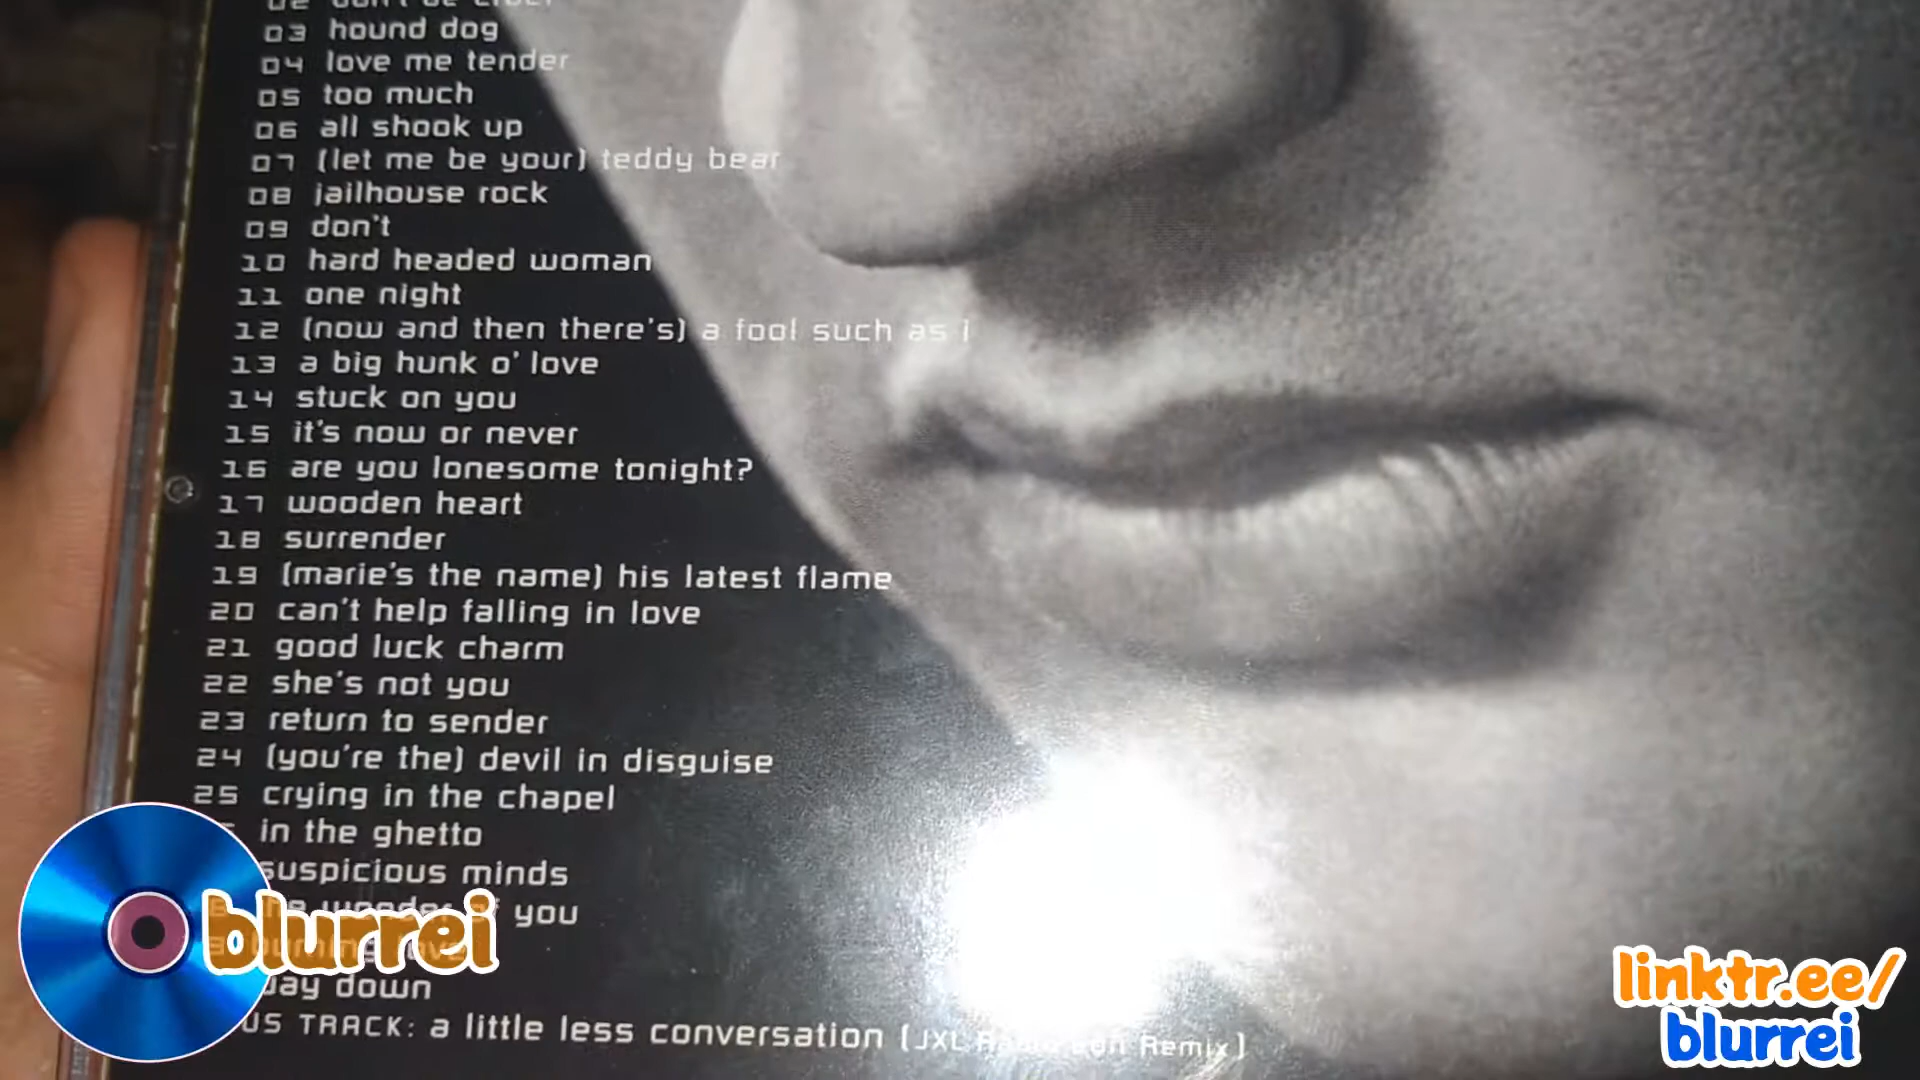 03 hound dog
04 love me tender
05 too much
06 all shook up
07 (let me be your) teddy bear
08 jailhouse rock
09 don't
10 hard headed woman
11 one night
12 (now and then there's) a fool such as i
13 a big hunk o' love
14 stuck on you
15 it's now or never
16 are you lonesome tonight?
17 wooden heart
18 surrender
19 (marie's the name) his latest flame
20 can't help falling in love
21 good luck charm
22 she's not you
23 return to sender
24 (you're the) devil in disguise
25 crying in the chapel
in the ghetto
suspicious minds
you
down
TRACK: a little less conversation (JXL Radio Edit Remix)
blurrei
linktr.ee/
blurrei